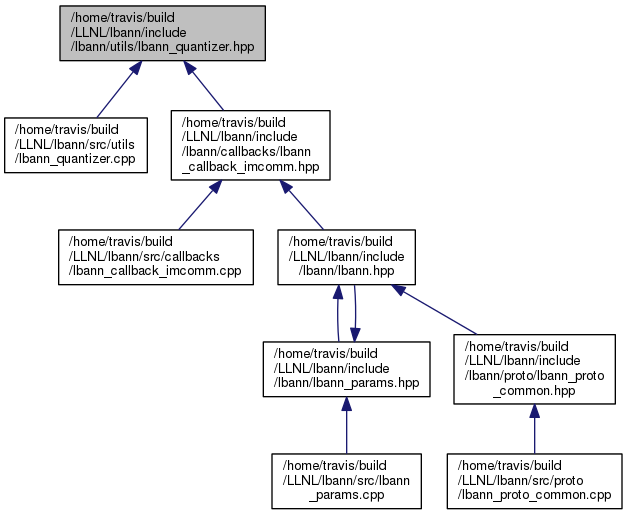 /home/travis/build
/LLNL/lbann/include
/lbann/utils/lbann_quantizer.hpp
/home/travis/build
/LLNL/lbann/src/utils
/lbann_quantizer.cpp
/home/travis/build
/LLNL/lbann/include
/lbann/callbacks/lbann
_callback_imcomm.hpp
/home/travis/build
/LLNL/lbann/src/callbacks
/lbann_callback_imcomm.cpp
/home/travis/build
/LLNL/lbann/include
/lbann/lbann.hpp
/home/travis/build
/LLNL/lbann/include
/lbann/lbann_params.hpp
/home/travis/build
/LLNL/lbann/include
/lbann/proto/lbann_proto
_common.hpp
/home/travis/build
/LLNL/lbann/src/lbann
_params.cpp
/home/travis/build
/LLNL/lbann/src/proto
/lbann_proto_common.cpp